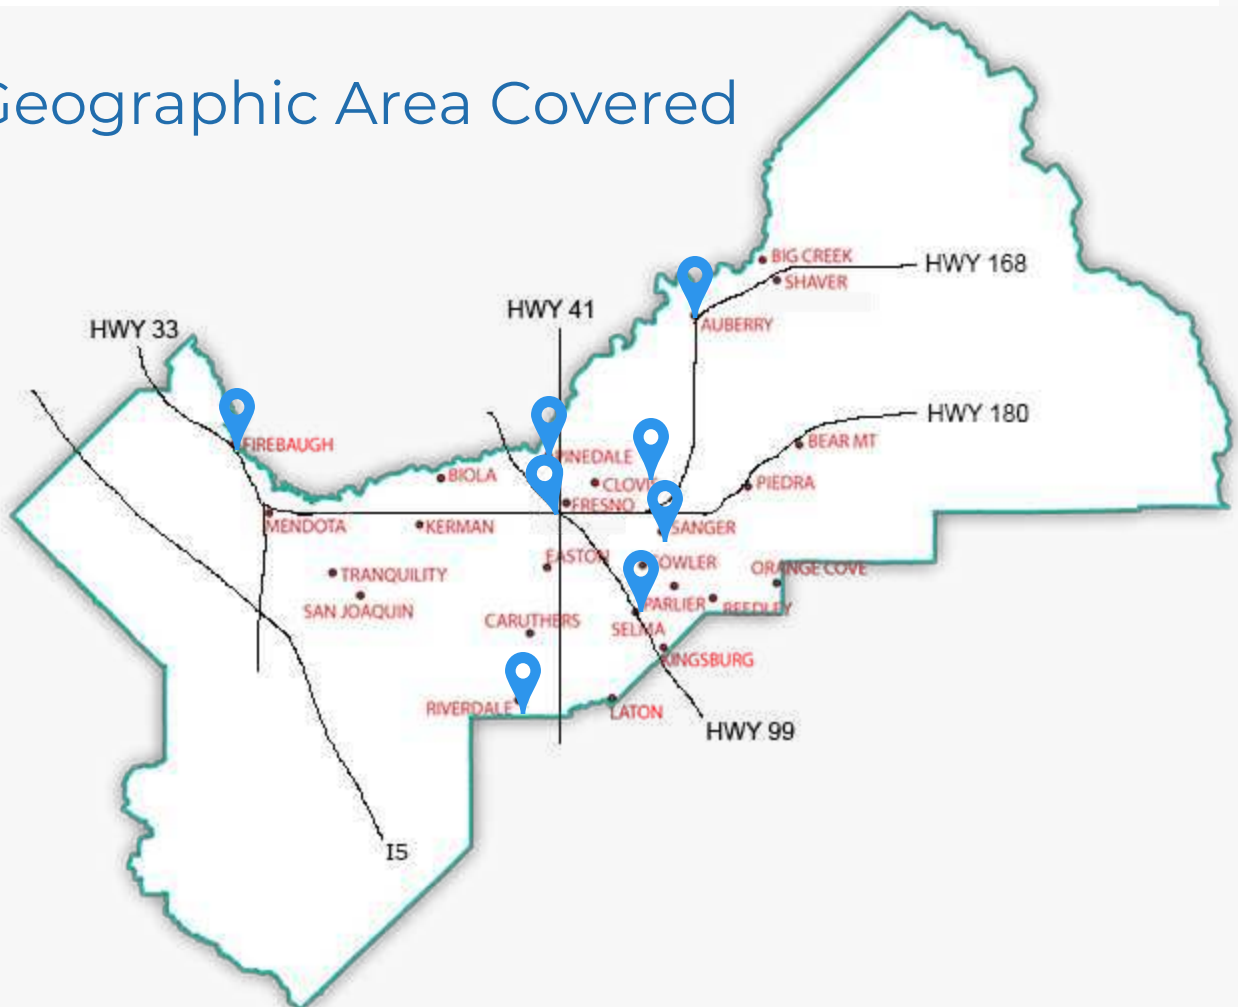 Geographic Area Covered
BIG CREEK
HWY 168
SHAVER
HWY 41
AUBERRY
HWY 33
HWY 180
FIREBAUGH
BEAR MT
PINEDALE
BIOLA
CLOVIS
PIEDRA
FRESNO
MENDOTA
KERMAN
SANGER
EASTON
FOWLER
ORANGE COVE
TRANQUILITY
SAN JOAQUIN
PARLIER
REEDLEY
CARUTHERS
SELMA
KINGSBURG
RIVERDALE
LATON
HWY 99
I5